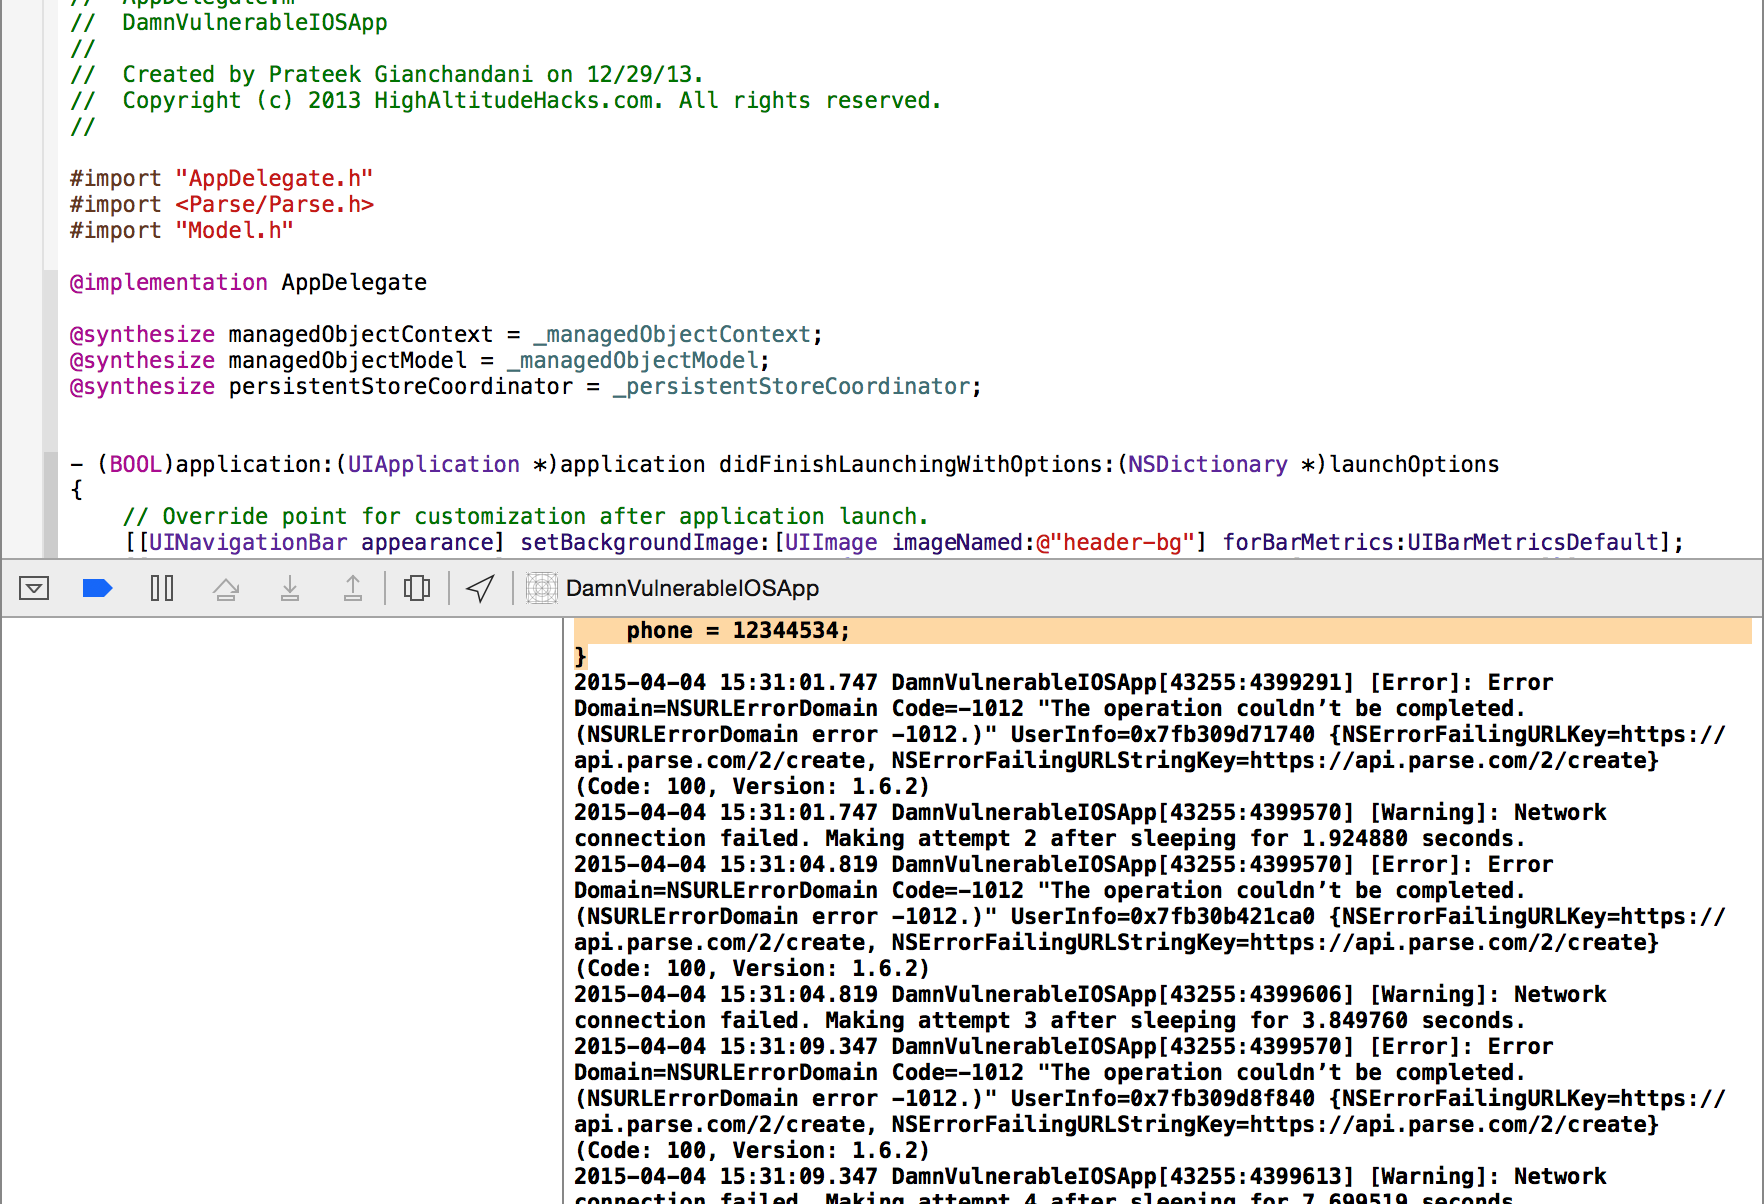 //  AppDelegate.m
//  DamnVulnerableIOSApp
//
//  Created by Prateek Gianchandani on 12/29/13.
//  Copyright (c) 2013 HighAltitudeHacks.com. All rights reserved.
//
#import "AppDelegate.h"
#import <Parse/Parse.h>
#import "Model.h"
@implementation AppDelegate
@synthesize managedObjectContext = _managedObjectContext;
@synthesize managedObjectModel = _managedObjectModel;
@synthesize persistentStoreCoordinator = _persistentStoreCoordinator;
- (BOOL)application:(UIApplication *)application didFinishLaunchingWithOptions:(NSDictionary *)launchOptions
{
    // Override point for customization after application launch.
    [[UINavigationBar appearance] setBackgroundImage:[UIImage imageNamed:@"header-bg"] forBarMetrics:UIBarMetricsDefault];
DamnVulnerableIOSApp
    phone = 12344534;
}
2015-04-04 15:31:01.747 DamnVulnerableIOSApp[43255:4399291] [Error]: Error
Domain=NSURLErrorDomain Code=-1012 "The operation couldn’t be completed.
(NSURLErrorDomain error -1012.)" UserInfo=0x7fb309d71740 {NSErrorFailingURLKey=https://
api.parse.com/2/create, NSErrorFailingURLStringKey=https://api.parse.com/2/create}
(Code: 100, Version: 1.6.2)
2015-04-04 15:31:01.747 DamnVulnerableIOSApp[43255:4399570] [Warning]: Network
connection failed. Making attempt 2 after sleeping for 1.924880 seconds.
2015-04-04 15:31:04.819 DamnVulnerableIOSApp[43255:4399570] [Error]: Error
Domain=NSURLErrorDomain Code=-1012 "The operation couldn’t be completed.
(NSURLErrorDomain error -1012.)" UserInfo=0x7fb30b421ca0 {NSErrorFailingURLKey=https://
api.parse.com/2/create, NSErrorFailingURLStringKey=https://api.parse.com/2/create}
(Code: 100, Version: 1.6.2)
2015-04-04 15:31:04.819 DamnVulnerableIOSApp[43255:4399606] [Warning]: Network
connection failed. Making attempt 3 after sleeping for 3.849760 seconds.
2015-04-04 15:31:09.347 DamnVulnerableIOSApp[43255:4399570] [Error]: Error
Domain=NSURLErrorDomain Code=-1012 "The operation couldn’t be completed.
(NSURLErrorDomain error -1012.)" UserInfo=0x7fb309d8f840 {NSErrorFailingURLKey=https://
api.parse.com/2/create, NSErrorFailingURLStringKey=https://api.parse.com/2/create}
(Code: 100, Version: 1.6.2)
2015-04-04 15:31:09.347 DamnVulnerableIOSApp[43255:4399613] [Warning]: Network
connection failed. Making attempt 4 after sleeping for 7.699519 seconds.